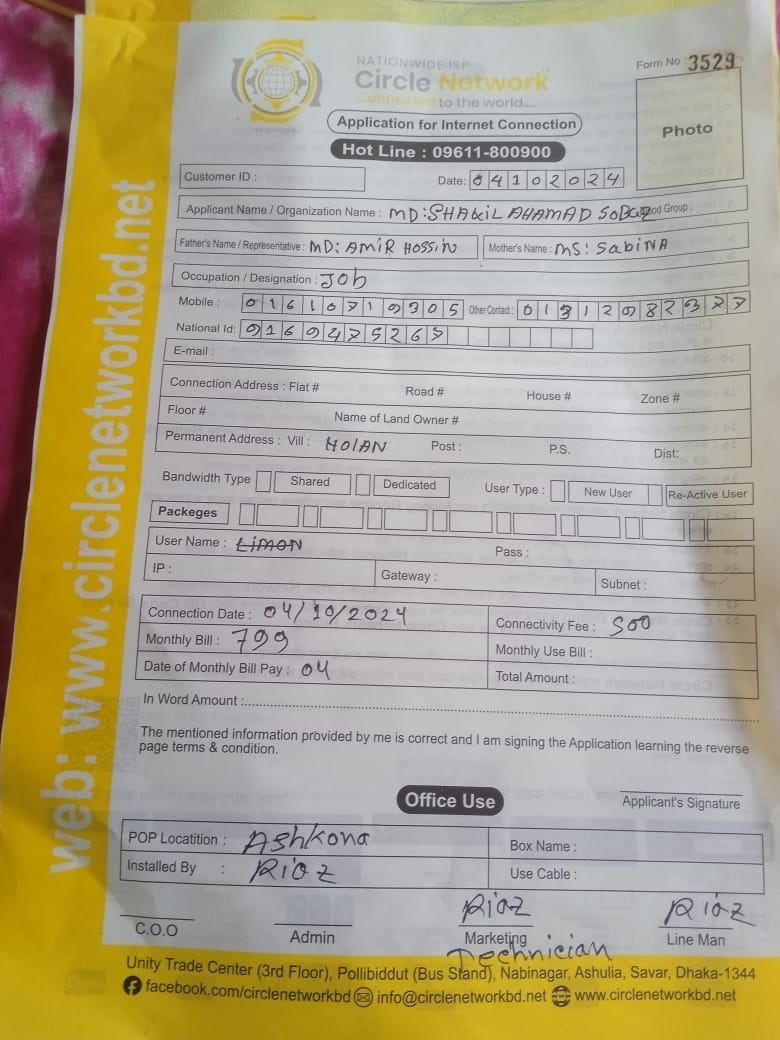 NATIONWIDE ISP
Circle Network
Connected to the world....
Form No : 3529
Application for Internet Connection
Photo
Hot Line : 09611-800900
Customer ID :
Date: 04102024
Applicant Name / Organization Name : MD: SHAKIL AHAMAD Group :
Father's Name / Representative : MD: AMIR HOSSIN Mother's Name : MS: SabiNA
Occupation / Designation : Job
Mobile : 01610719305 Other Contact : 01312982377
National Id: 9169475267
E-mail :
Connection Address : Flat # Road # House # Zone #
Floor # Name of Land Owner #
Permanent Address : Vill : HOlAN Post : P.S. Dist:
Bandwidth Type Shared Dedicated User Type : New User Re-Active User
Packeges
User Name : LiMON Pass :
IP : Gateway : Subnet :
Connection Date : 04/10/2024 Connectivity Fee : 500
Monthly Bill : 799 Monthly Use Bill :
Date of Monthly Bill Pay : 04 Total Amount :
In Word Amount :
The mentioned information provided by me is correct and I am signing the Application learning the reverse
page terms & condition.
Office Use
Applicant's Signature
POP Locatition : Ashkona Box Name :
Installed By : Riaz Use Cable :
Riaz Riaz
C.O.O Admin Marketing Line Man
Technician
Unity Trade Center (3rd Floor), Pollibiddut (Bus Stand), Nabinagar, Ashulia, Savar, Dhaka-1344
facebook.com/circlenetworkbd info@circlenetworkbd.net www.circlenetworkbd.net
web: www.circlenetworkbd.net